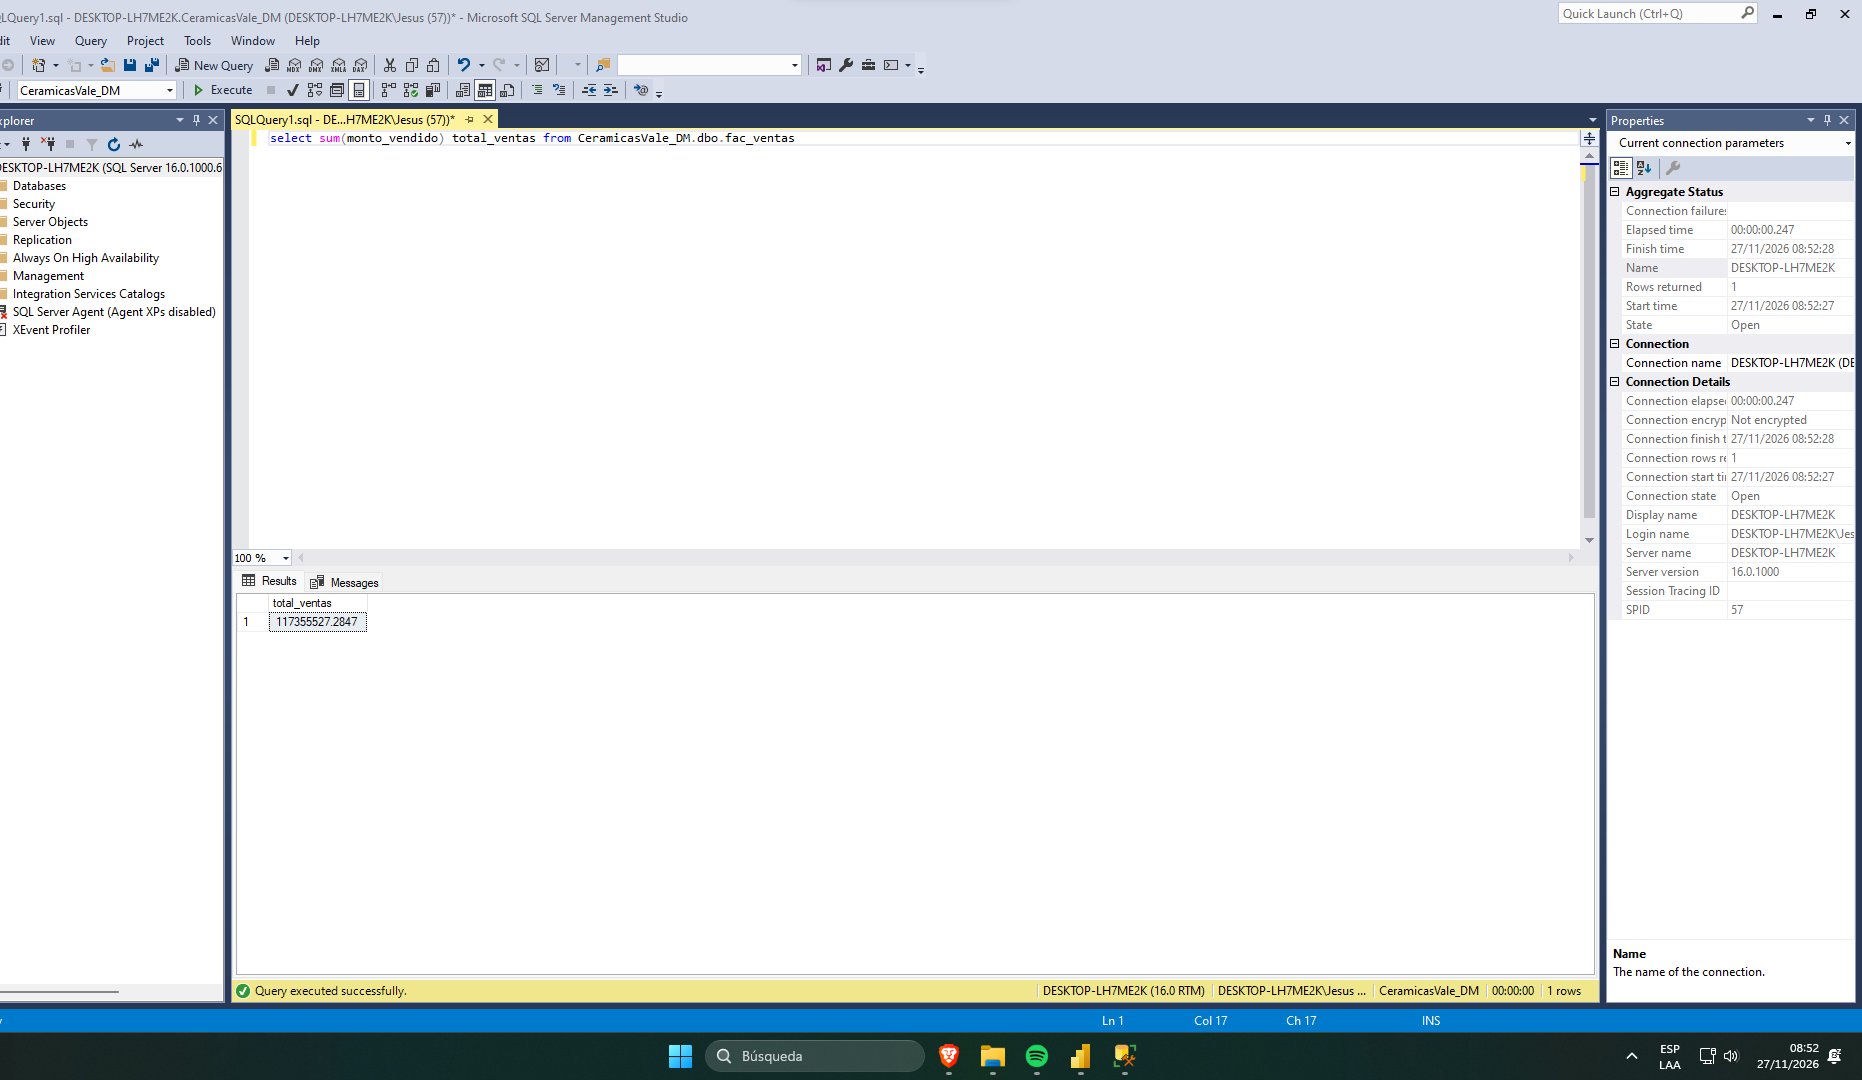 LQuery1.sql - DESKTOP-LH7ME2K.CeramicasVale_DM (DESKTOP-LH7ME2K\Jesus (57))* - Microsoft SQL Server Management Studio
Quick Launch (Ctrl+Q)
dit View Query Project Tools Window Help
New Query
MDX DMX XMLA DAX
CeramicasVale_DM
Execute
xplorer
DESKTOP-LH7ME2K (SQL Server 16.0.1000.6
Databases
Security
Server Objects
Replication
Always On High Availability
Management
Integration Services Catalogs
SQL Server Agent (Agent XPs disabled)
XEvent Profiler
SQLQuery1.sql - DE...H7ME2K\Jesus (57))*
select sum(monto_vendido) total_ventas from CeramicasVale_DM.dbo.fac_ventas
100 %
Results Messages
total_ventas
1 117355527.2847
Query executed successfully.
DESKTOP-LH7ME2K (16.0 RTM) DESKTOP-LH7ME2K\Jesus ... CeramicasVale_DM 00:00:00 1 rows
Properties
Current connection parameters
Aggregate Status
Connection failures
Elapsed time 00:00:00.247
Finish time 27/11/2026 08:52:28
Name DESKTOP-LH7ME2K
Rows returned 1
Start time 27/11/2026 08:52:27
State Open
Connection
Connection name DESKTOP-LH7ME2K (DE
Connection Details
Connection elapse 00:00:00.247
Connection encryp Not encrypted
Connection finish t 27/11/2026 08:52:28
Connection rows re 1
Connection start ti 27/11/2026 08:52:27
Connection state Open
Display name DESKTOP-LH7ME2K
Login name DESKTOP-LH7ME2K\Jes
Server name DESKTOP-LH7ME2K
Server version 16.0.1000
Session Tracing ID
SPID 57
Name
The name of the connection.
Ln 1 Col 17 Ch 17 INS
Búsqueda
ESP
LAA
08:52
27/11/2026